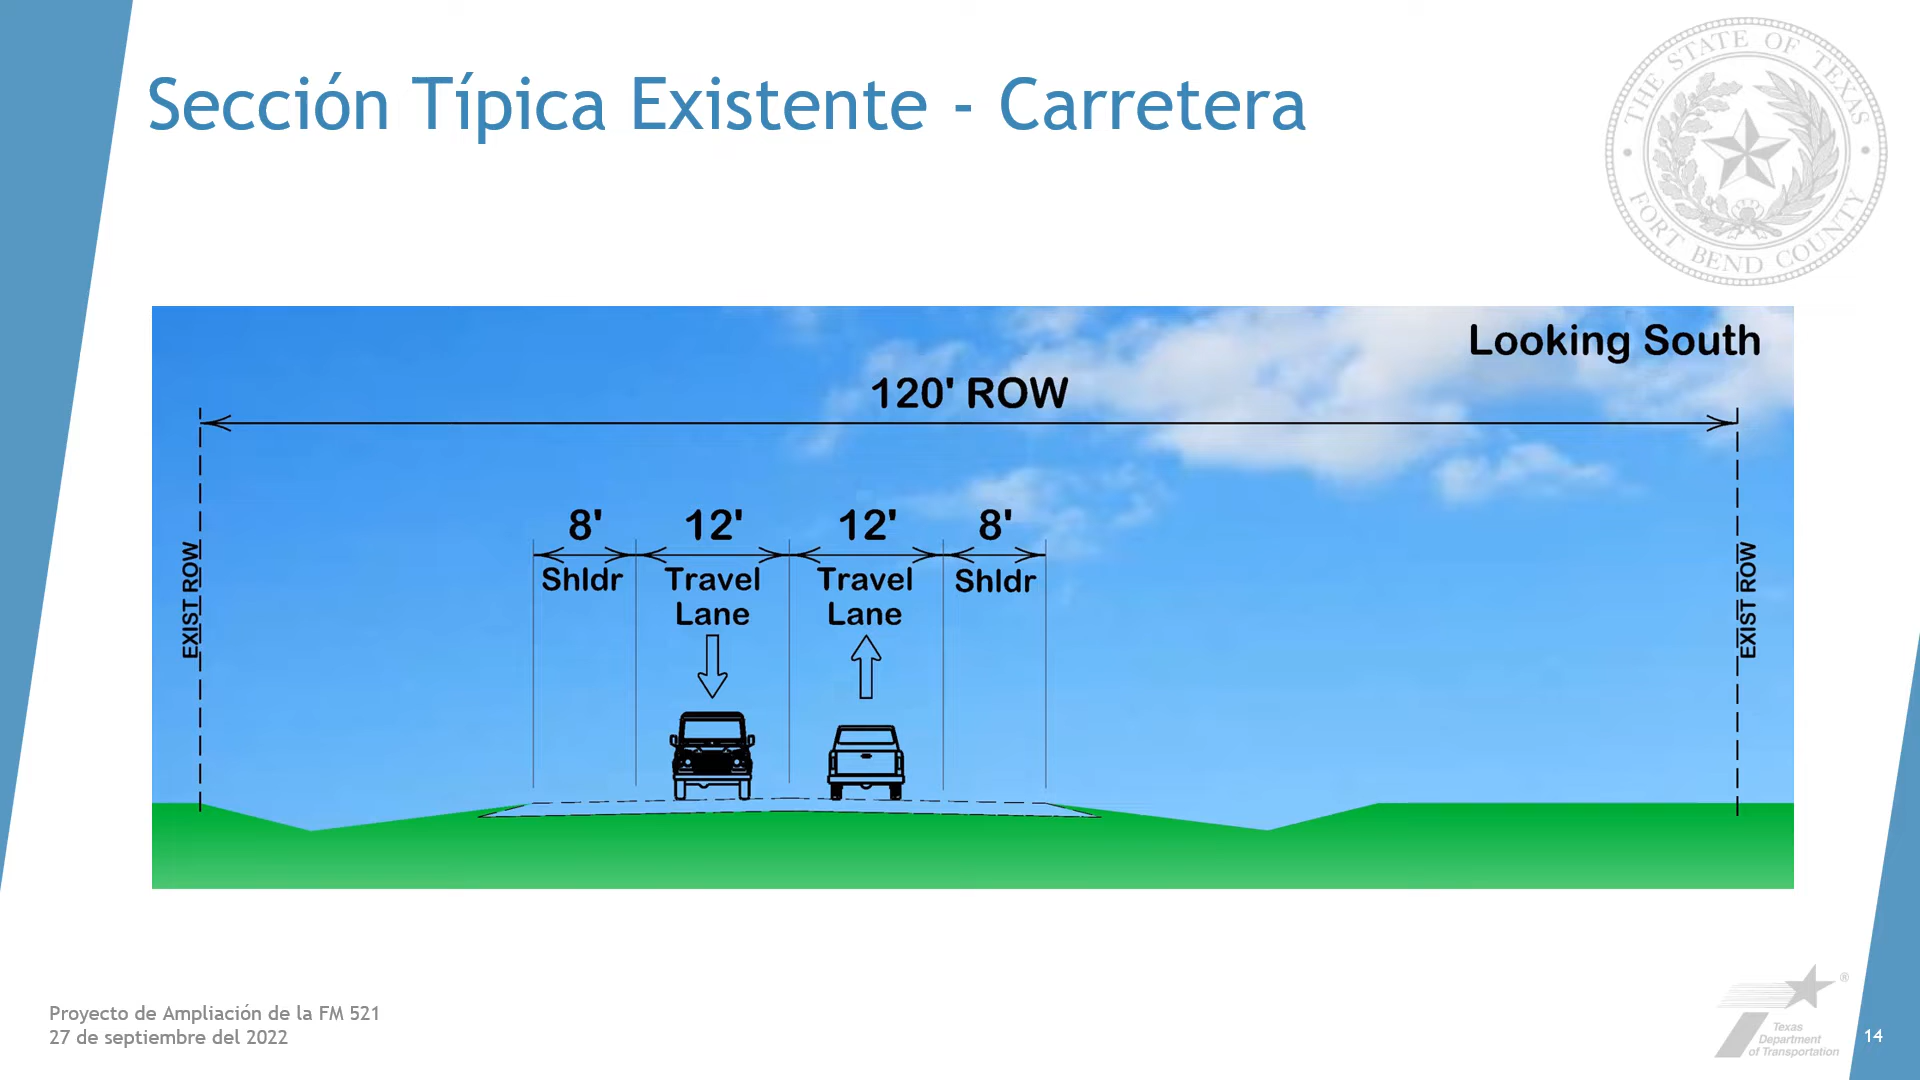 Sección Típica Existente - Carretera
THE STATE OF TEXAS
FORT BEND COUNTY
Looking South
120' ROW
8' 12' 12' 8'
Shldr Travel Lane Travel Lane Shldr
EXIST ROW
EXIST ROW
Proyecto de Ampliación de la FM 521
27 de septiembre del 2022
®
Texas
Department
of Transportation
14